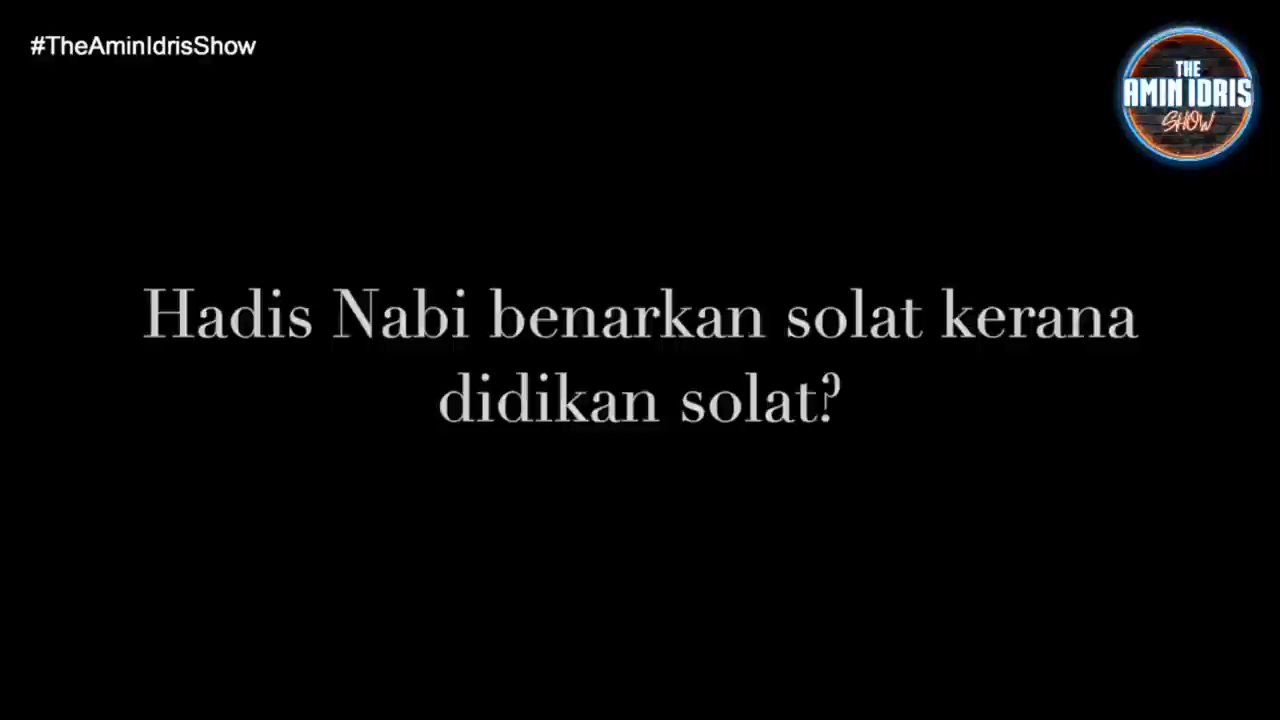 #TheAminIdrisShow
THE
AMIN IDRIS
SHOW
Hadis Nabi benarkan solat kerana
didikan solat?